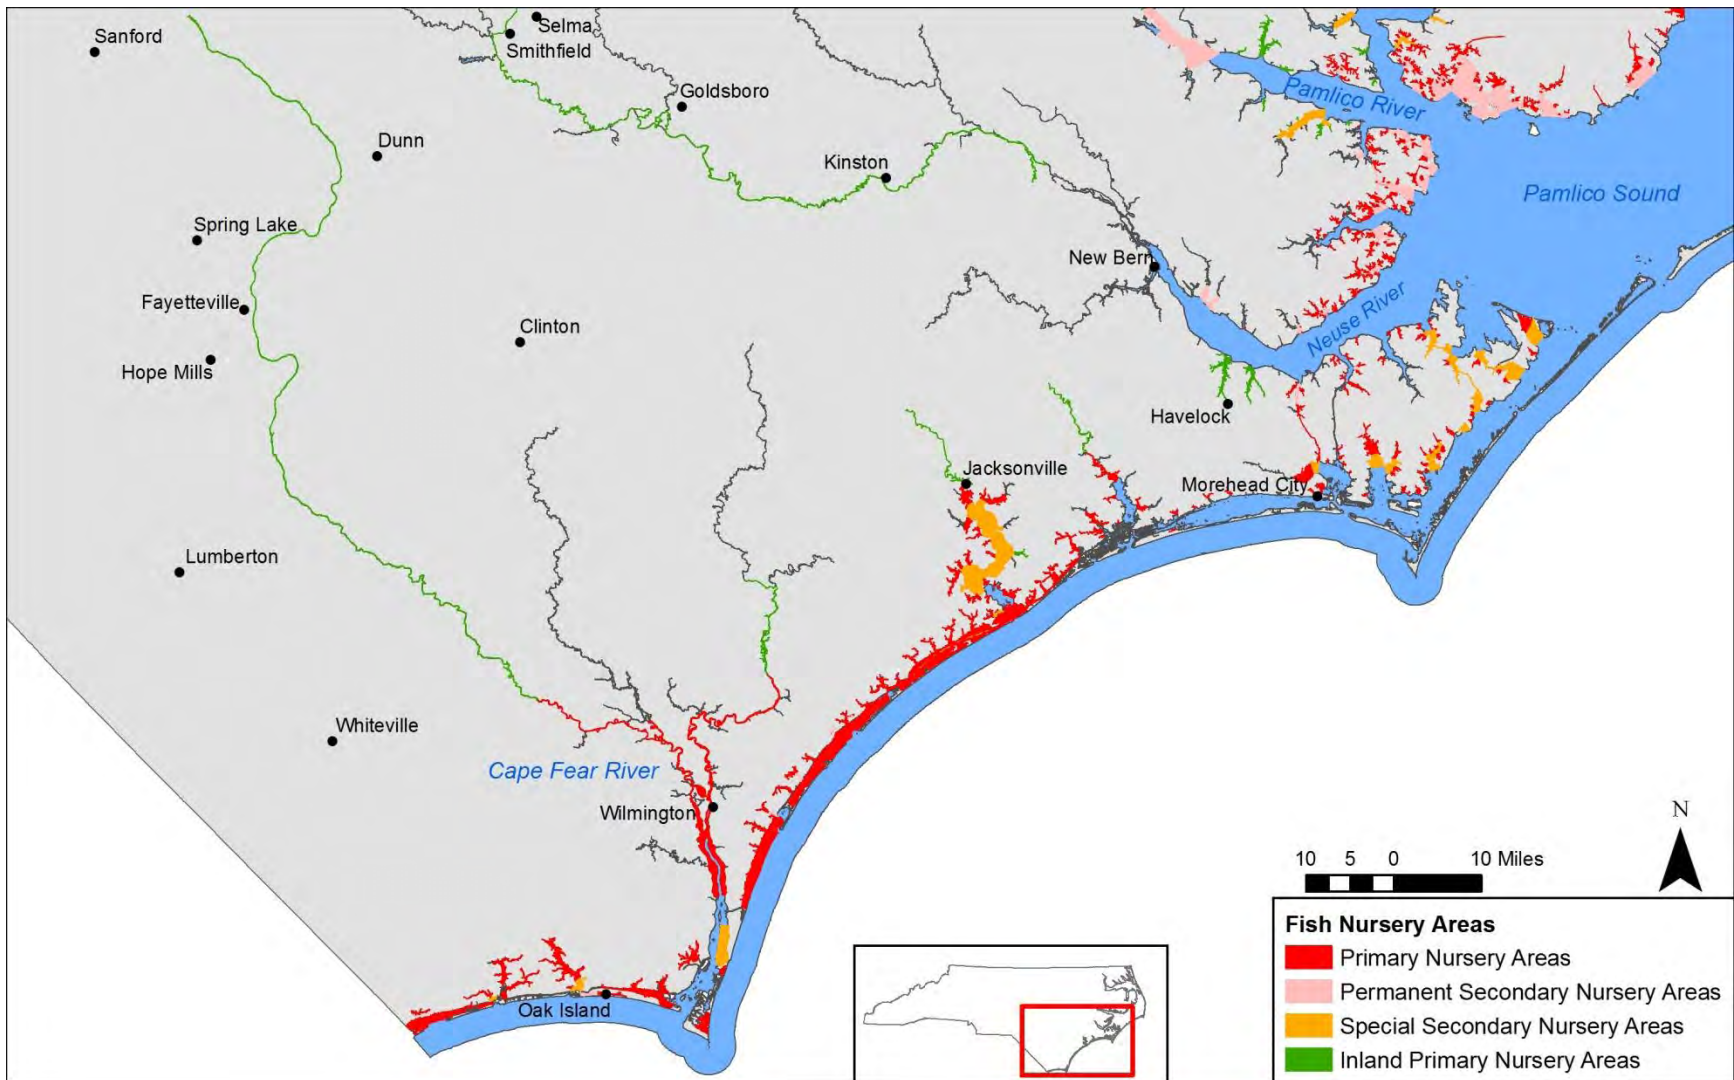 Selma
Sanford
Smithfield
Goldsboro
Pamlico River
Dunn
Kinston
Pamlico Sound
Spring Lake
New Bern
Fayetteville
Neuse River
Clinton
Hope Mills
Havelock
Jacksonville
Morehead City
Lumberton
Whiteville
Cape Fear River
Wilmington
N
10 5 0 10 Miles
Oak Island
Fish Nursery Areas
Primary Nursery Areas
Permanent Secondary Nursery Areas
Special Secondary Nursery Areas
Inland Primary Nursery Areas